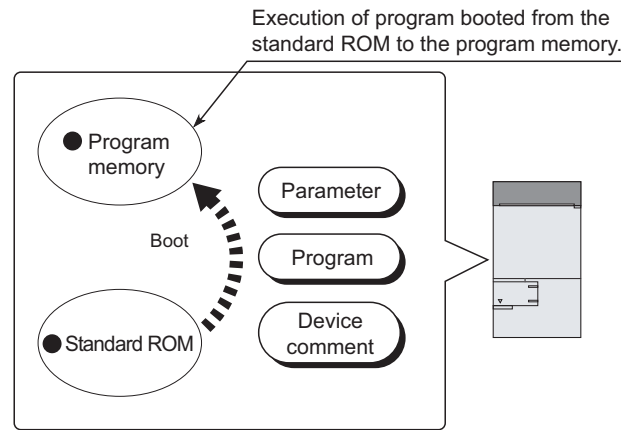 Execution of program booted from the
standard ROM to the program memory.
Program
memory
Parameter
Boot
Program
Device
comment
Standard ROM